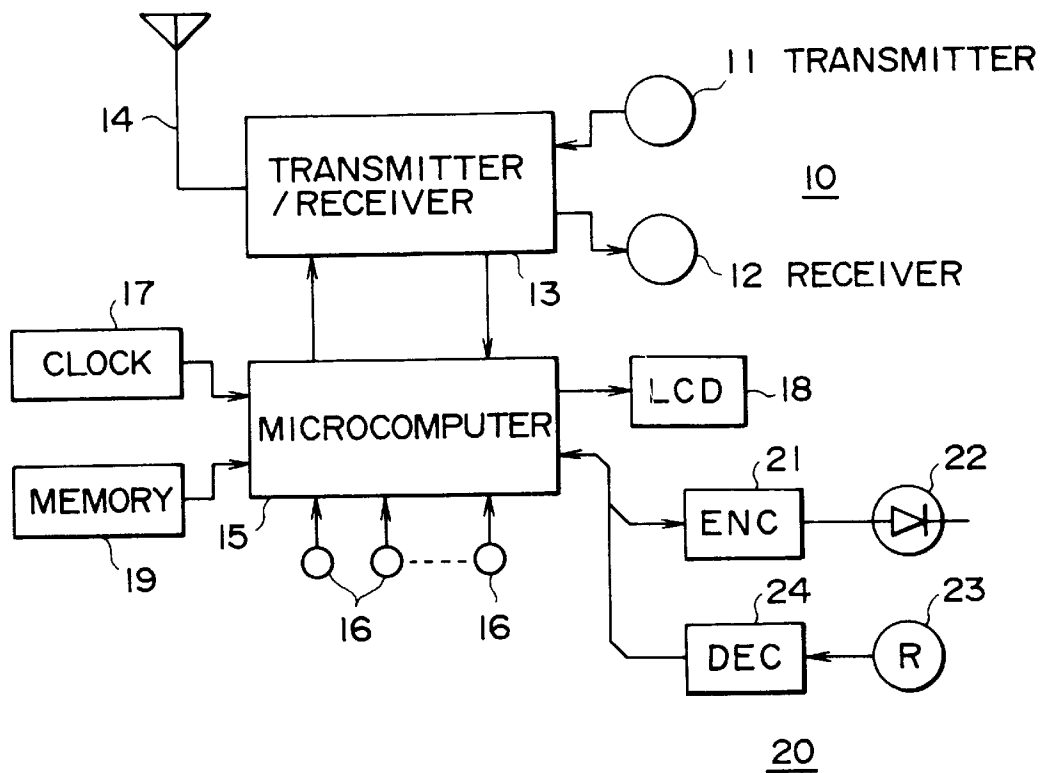 11 TRANSMITTER
14
TRANSMITTER
/RECEIVER
10
12 RECEIVER
13
17
CLOCK
LCD
18
MICROCOMPUTER
MEMORY
15
19
16
16
21
22
ENC
24
23
DEC
R
20